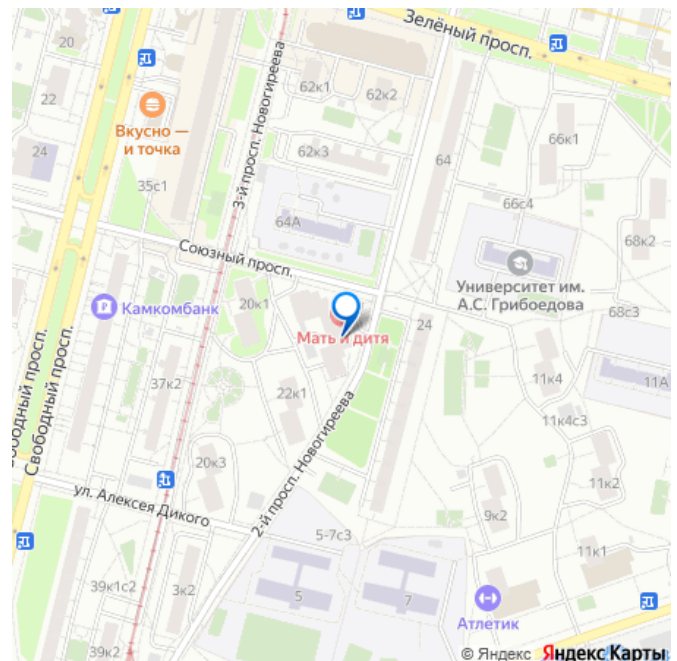 Зелёный просп.
20
62к1
62к2
22
Вкусно —
и точка
66к1
24
62к3
64
35с1
3-й просп. Новогиреева
66с4
64А
68к2
Союзный просп.
Университет им.
А.С. Грибоедова
20к1
Камкомбанк
68с3
24
Мать и дитя
Свободный просп.
ободный просп.
37к2
11к4
11А
22к1
11к4с3
20к3
2-й просп. Новогиреева
11к2
ул. Алексея Дикого
9к2
5-7с3
11к1
39к1с2
3к2
5
7
Атлетик
39к2
© Яндекс Яндекс Карты